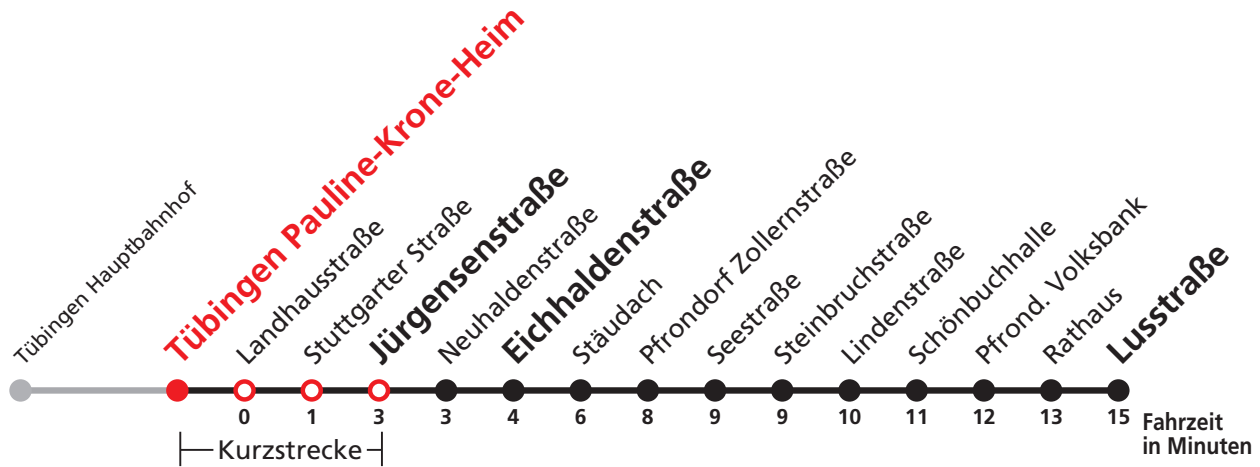 Tübingen Hauptbahnhof
Tübingen Pauline-Krone-Heim
Landhausstraße
Stuttgarter Straße
Jürgensenstraße
Neuhaldenstraße
Eichhaldenstraße
Stäudach
Pfrondorf Zollernstraße
Seestraße
Steinbruchstraße
Lindenstraße
Schönbuchhalle
Pfrond. Volksbank
Rathaus
Lusstraße
0 1 3 3 4 6 8 9 9 10 11 12 13 15 Fahrzeit
in Minuten
Kurzstrecke